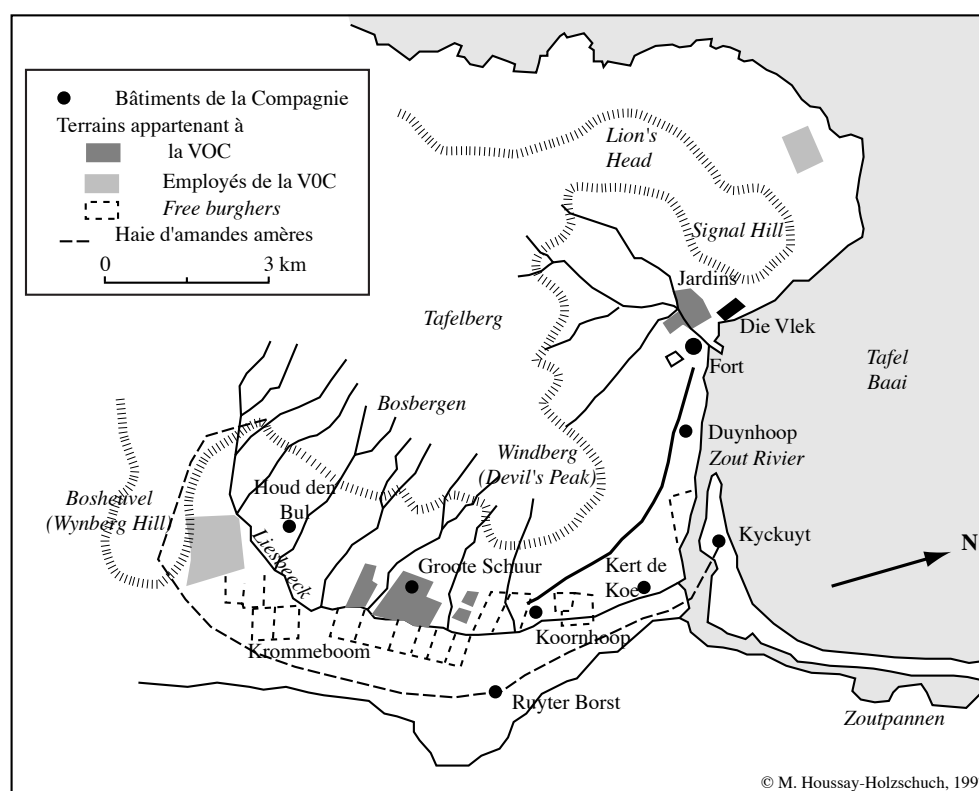 Bâtiments de la Compagnie
Terrains appartenant à
la VOC
Employés de la V0C
Free burghers
Haie d'amandes amères
0
3 km
Lion's
Head
Signal Hill
Jardins
Die Vlek
Fort
Tafelberg
Tafel
Baai
Bosbergen
Duynhoop
Zout Rivier
Windberg
(Devil's Peak)
Bosheuvel
(Wynberg Hill)
Houd den
Bul
Liesbeeck
Groote Schuur
Kert de
Koe
Kyckuyt
N
Koornhoop
Krommeboom
Ruyter Borst
Zoutpannen
© M. Houssay-Holzschuch, 199